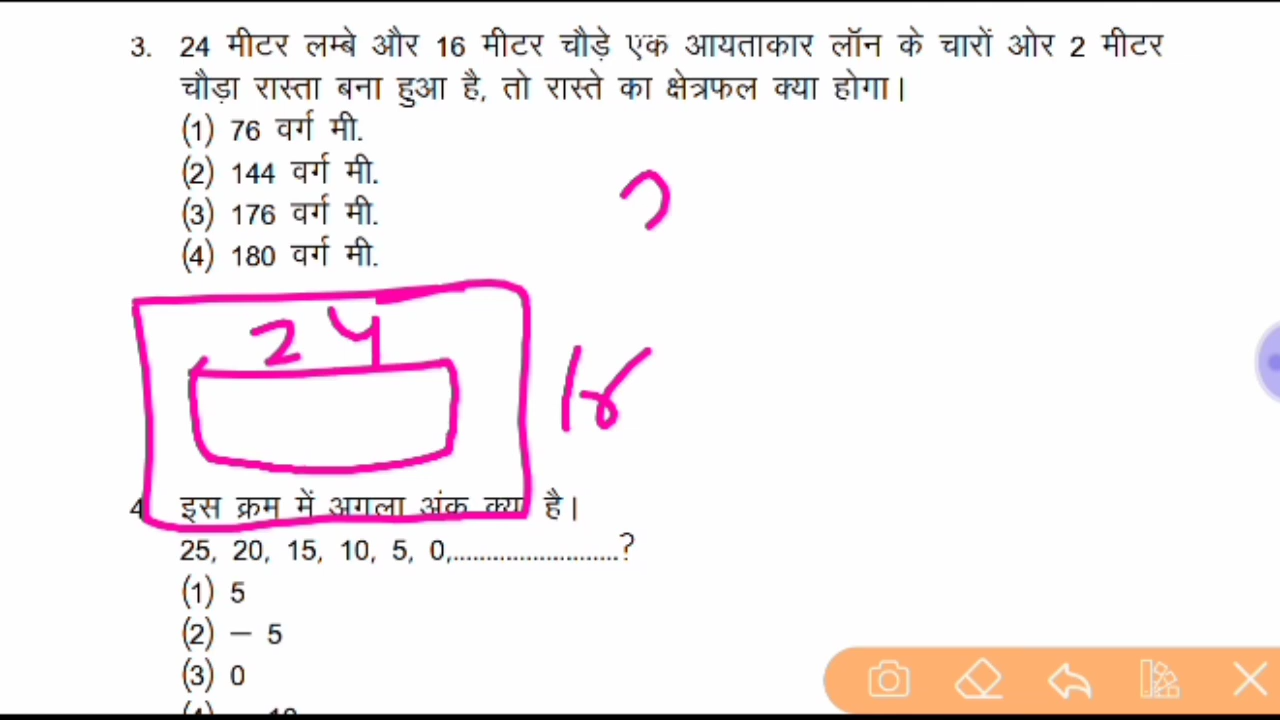 3. 24 मीटर लम्बे और 16 मीटर चौड़े एक आयताकार लॉन के चारों ओर 2 मीटर
चौड़ा रास्ता बना हुआ है, तो रास्ते का क्षेत्रफल क्या होगा।
(1) 76 वर्ग मी.
(2) 144 वर्ग मी.
(3) 176 वर्ग मी.
(4) 180 वर्ग मी.
24
16
4 इस क्रम में अगला अंक क्या है।
25, 20, 15, 10, 5, 0,.........................?
(1) 5
(2) – 5
(3) 0